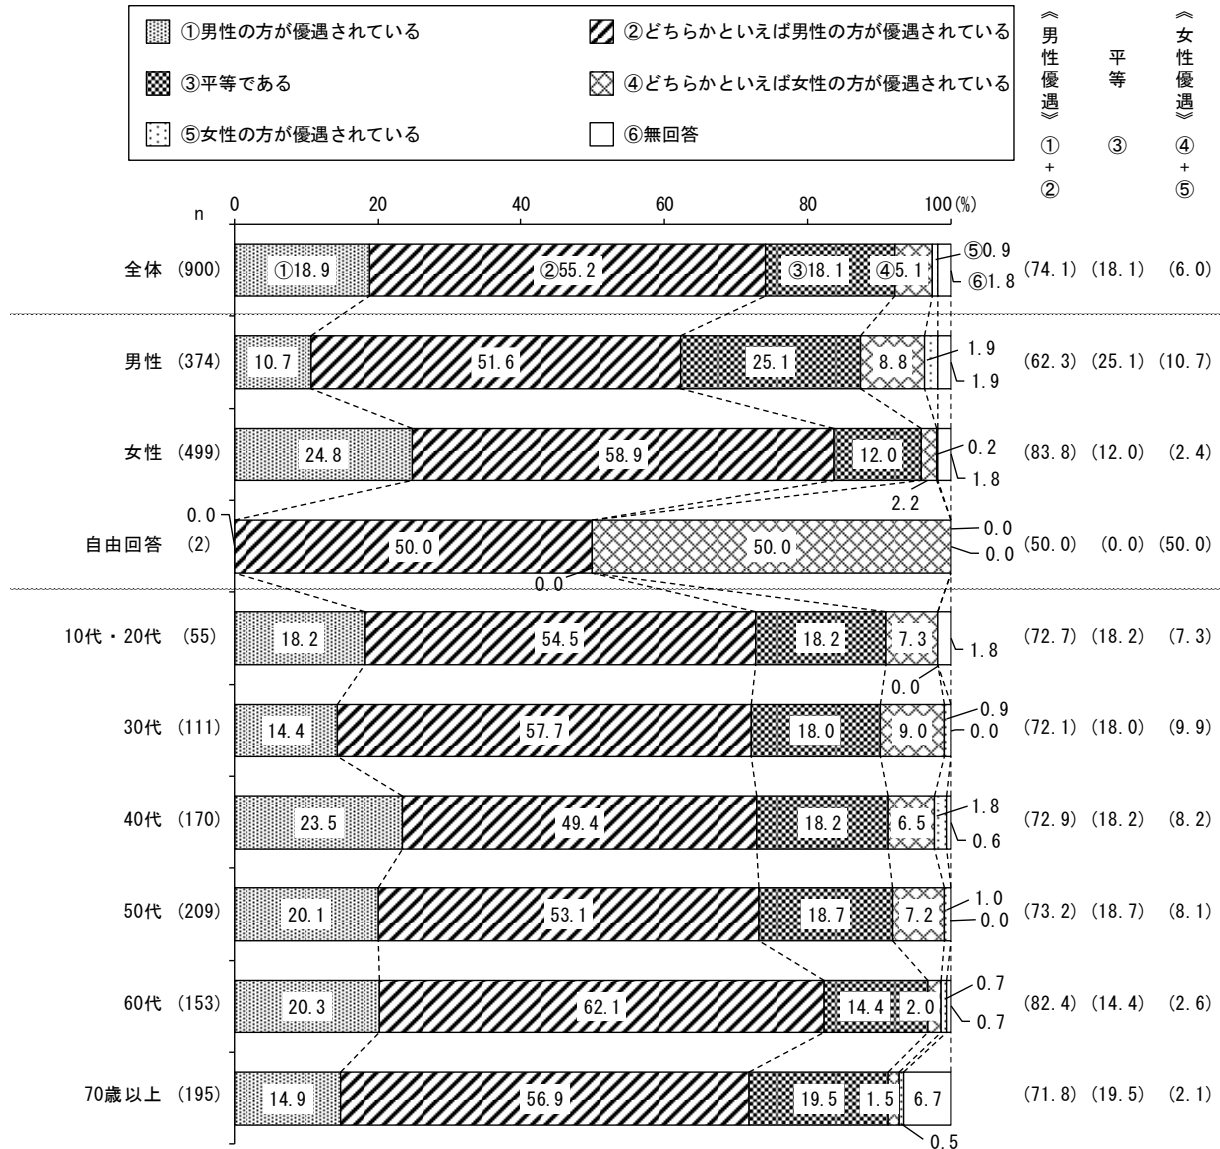 ①男性の方が優遇されている ②どちらかといえば男性の方が優遇されている
③平等である ④どちらかといえば女性の方が優遇されている
⑤女性の方が優遇されている ⑥無回答
《男性優遇》①+②
平等 ③
《女性優遇》④+⑤
n 0 20 40 60 80 100(%)
全体 (900) ①18.9 ②55.2 ③18.1 ④5.1 ⑤0.9 ⑥1.8 (74.1) (18.1) (6.0)
男性 (374) 10.7 51.6 25.1 8.8 1.9 1.9 (62.3) (25.1) (10.7)
女性 (499) 24.8 58.9 12.0 2.2 0.2 1.8 (83.8) (12.0) (2.4)
自由回答 (2) 0.0 50.0 0.0 50.0 0.0 0.0 (50.0) (0.0) (50.0)
10代・20代 (55) 18.2 54.5 18.2 7.3 0.0 1.8 (72.7) (18.2) (7.3)
30代 (111) 14.4 57.7 18.0 9.0 0.9 0.0 (72.1) (18.0) (9.9)
40代 (170) 23.5 49.4 18.2 6.5 1.8 0.6 (72.9) (18.2) (8.2)
50代 (209) 20.1 53.1 18.7 7.2 1.0 0.0 (73.2) (18.7) (8.1)
60代 (153) 20.3 62.1 14.4 2.0 0.7 0.7 (82.4) (14.4) (2.6)
70歳以上 (195) 14.9 56.9 19.5 1.5 0.5 6.7 (71.8) (19.5) (2.1)